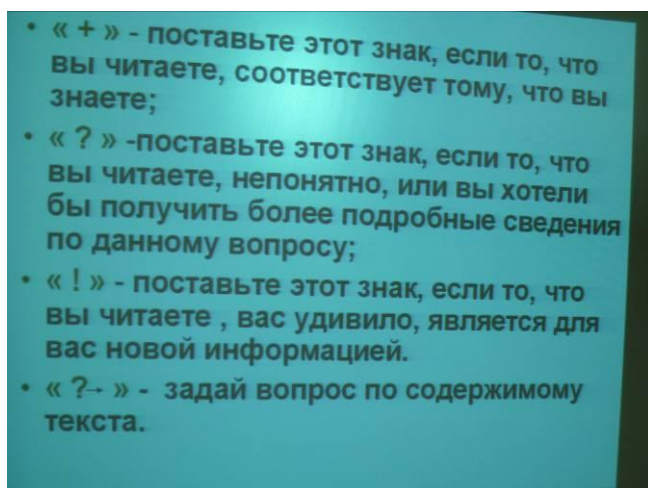 • « + » - поставьте этот знак, если то, что
вы читаете, соответствует тому, что вы
знаете;
• « ? » -поставьте этот знак, если то, что
вы читаете, непонятно, или вы хотели
бы получить более подробные сведения
по данному вопросу;
• « ! » - поставьте этот знак, если то, что
вы читаете , вас удивило, является для
вас новой информацией.
• « ?→ » - задай вопрос по содержимому
текста.